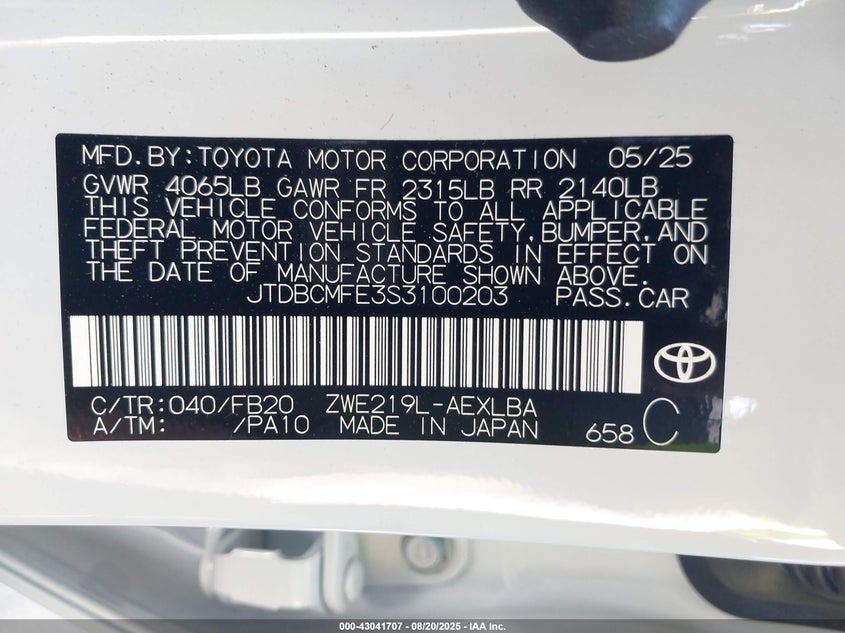 MFD.BY:TOYOTA MOTOR CORPORATION 05/25
GVWR 4065LB GAWR FR 2315LB RR 2140LB
THIS VEHICLE CONFORMS TO ALL APPLICABLE
FEDERAL MOTOR VEHICLE SAFETY,BUMPER,AND
THEFT PREVENTION STANDARDS IN EFFECT ON
THE DATE OF MANUFACTURE SHOWN ABOVE.
JTDBCMFE3S3100203 PASS.CAR
C/TR:040/FB20 ZWE219L-AEXLBA
A/TM: /PA10 MADE IN JAPAN 658 C
000-43041707 - 08/20/2025 - IAA Inc.